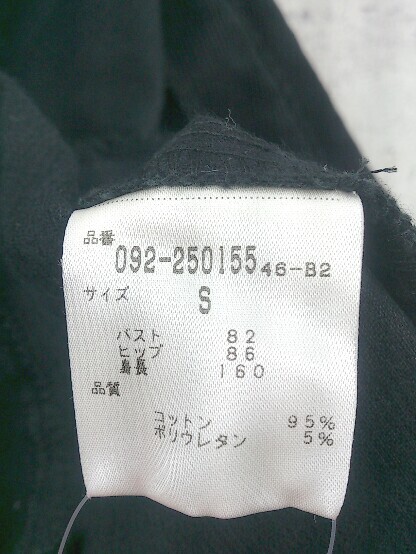 品番
092-250155 46-B2
サイズ S
バスト 82
ヒップ 86
身長 160
品質
コットン 95%
ポリウレタン 5%